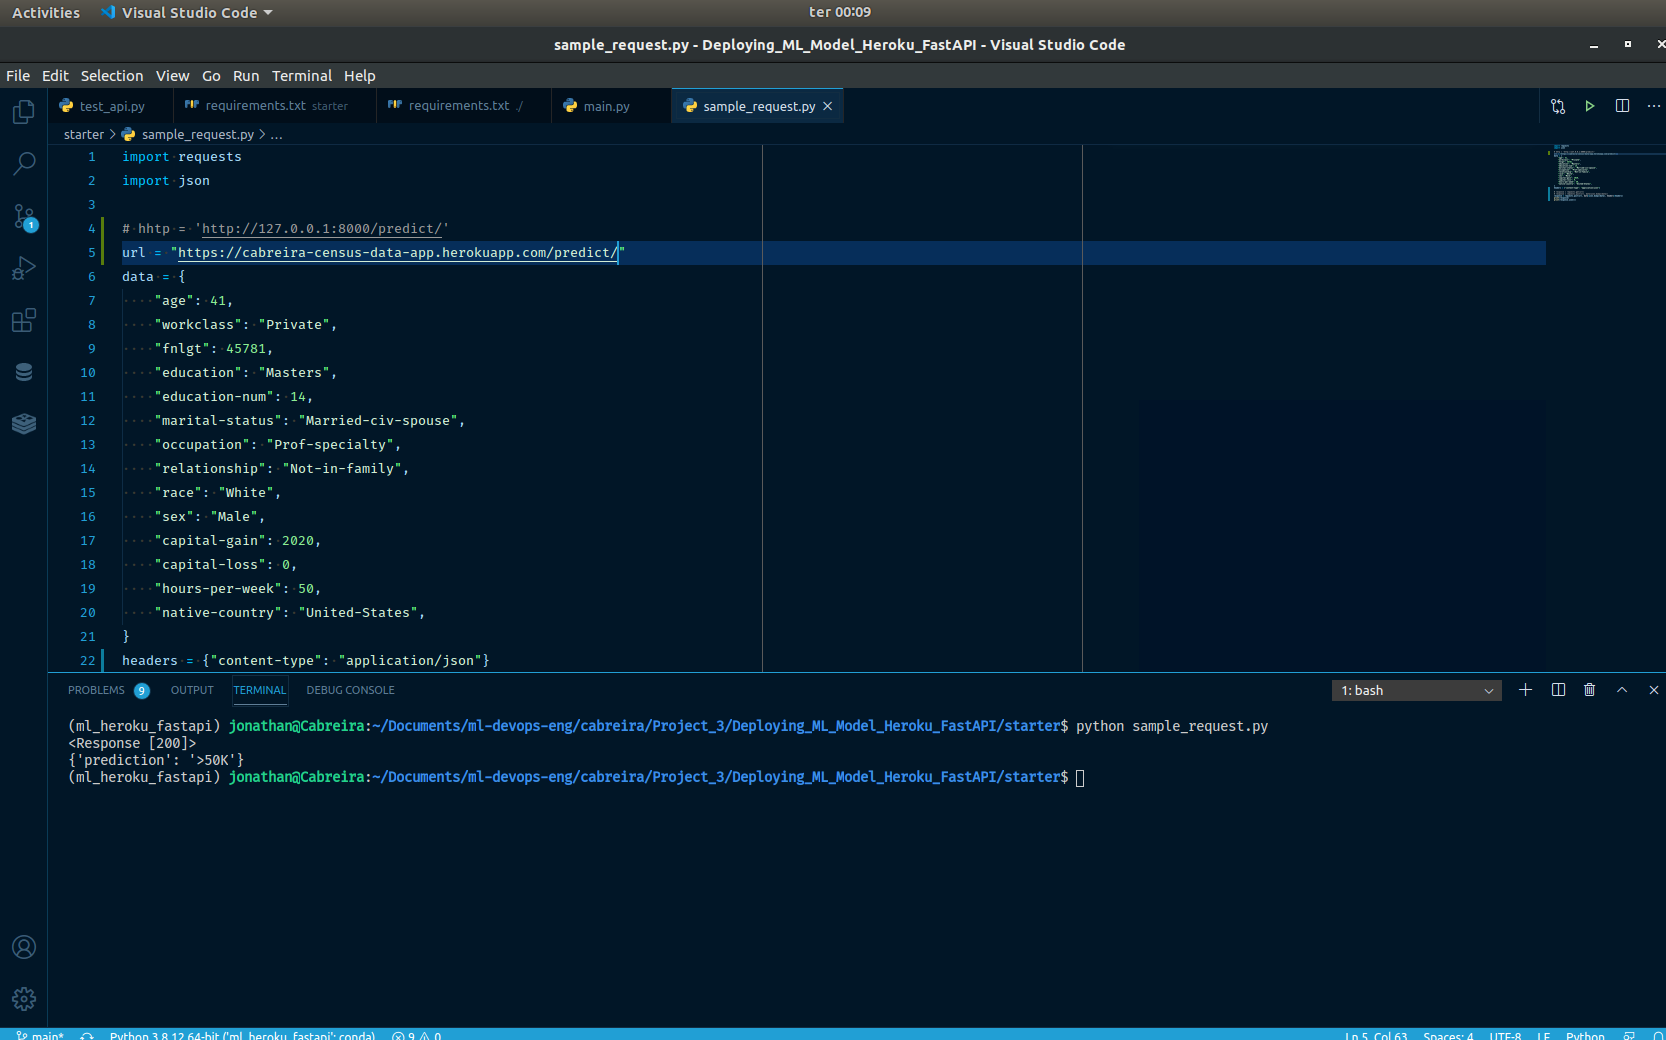 Activities Visual Studio Code ter 00:09
sample_request.py - Deploying_ML_Model_Heroku_FastAPI - Visual Studio Code
File Edit Selection View Go Run Terminal Help
test_api.py requirements.txt starter requirements.txt ./ main.py sample_request.py
starter > sample_request.py > ...
1 import requests
2 import json
3
4 # hhtp = 'http://127.0.0.1:8000/predict/'
5 url = "https://cabreira-census-data-app.herokuapp.com/predict/"
6 data = {
7 "age": 41,
8 "workclass": "Private",
9 "fnlgt": 45781,
10 "education": "Masters",
11 "education-num": 14,
12 "marital-status": "Married-civ-spouse",
13 "occupation": "Prof-specialty",
14 "relationship": "Not-in-family",
15 "race": "White",
16 "sex": "Male",
17 "capital-gain": 2020,
18 "capital-loss": 0,
19 "hours-per-week": 50,
20 "native-country": "United-States",
21 }
22 headers = {"content-type": "application/json"}
1
PROBLEMS 9 OUTPUT TERMINAL DEBUG CONSOLE 1: bash
(ml_heroku_fastapi) jonathan@Cabreira:~/Documents/ml-devops-eng/cabreira/Project_3/Deploying_ML_Model_Heroku_FastAPI/starter$ python sample_request.py
<Response [200]>
{'prediction': '>50K'}
(ml_heroku_fastapi) jonathan@Cabreira:~/Documents/ml-devops-eng/cabreira/Project_3/Deploying_ML_Model_Heroku_FastAPI/starter$
main* Python 3.8.12 64-bit ('ml_heroku_fastapi': conda) 9 0 Ln 5, Col 63 Spaces: 4 UTF-8 LF Python